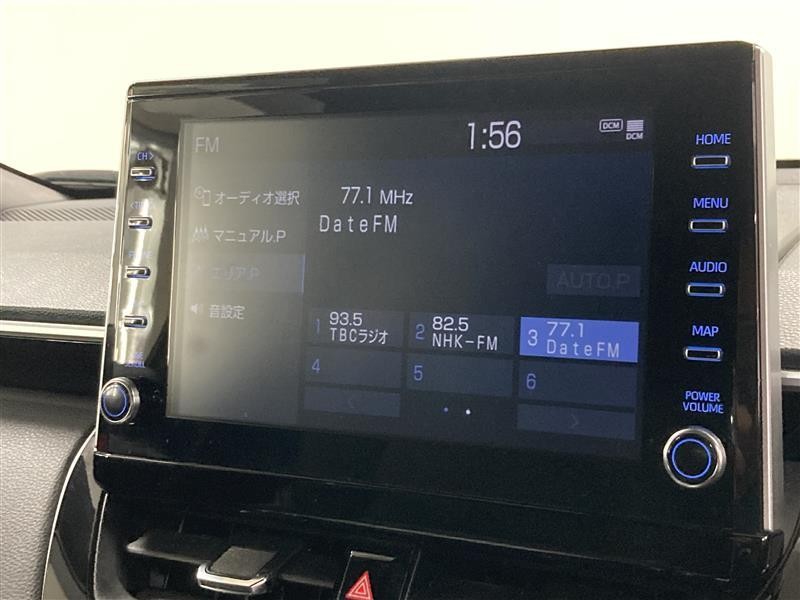 FM
1:56
DCM
DCM
オーディオ選択
マニュアル.P
エリア.P
音設定
77.1 MHz
DateFM
AUTO.P
1 93.5
TBCラジオ
2 82.5
NHK-FM
3 77.1
DateFM
4
5
6
CH>
HOME
MENU
AUDIO
MAP
POWER
VOLUME